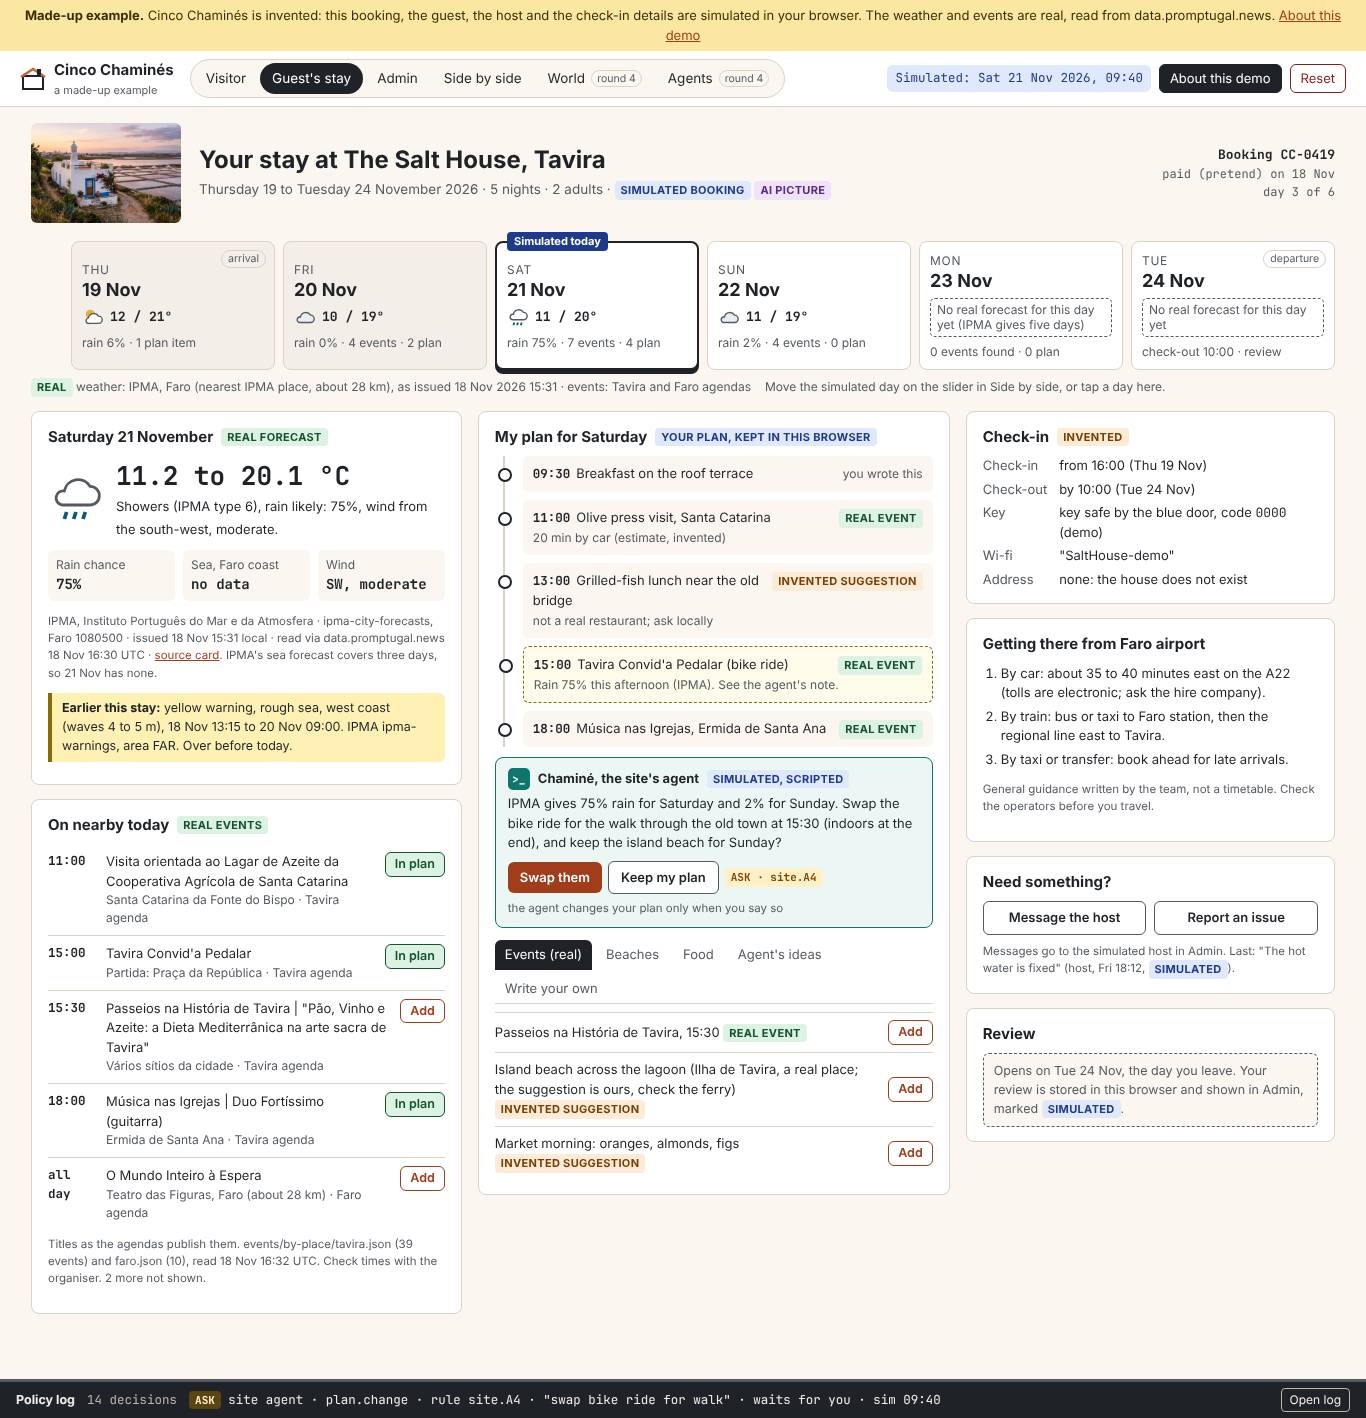 Made-up example. Cinco Chaminés is invented: this booking, the guest, the host and the check-in details are simulated in your browser. The weather and events are real, read from data.promptugal.news. About this
demo
Cinco Chaminés
a made-up example
Visitor
Guest's stay
Admin
Side by side
World round 4
Agents round 4
Simulated: Sat 21 Nov 2026, 09:40
About this demo
Reset
Your stay at The Salt House, Tavira
Thursday 19 to Tuesday 24 November 2026 · 5 nights · 2 adults · SIMULATED BOOKING AI PICTURE
Booking CC-0419
paid (pretend) on 18 Nov
day 3 of 6
arrival
THU
19 Nov
12 / 21°
rain 6% · 1 plan item
FRI
20 Nov
10 / 19°
rain 0% · 4 events · 2 plan
Simulated today
SAT
21 Nov
11 / 20°
rain 75% · 7 events · 4 plan
SUN
22 Nov
11 / 19°
rain 2% · 4 events · 0 plan
MON
23 Nov
No real forecast for this day
yet (IPMA gives five days)
0 events found · 0 plan
departure
TUE
24 Nov
No real forecast for this day
yet
check-out 10:00 · review
REAL weather: IPMA, Faro (nearest IPMA place, about 28 km), as issued 18 Nov 2026 15:31 · events: Tavira and Faro agendas Move the simulated day on the slider in Side by side, or tap a day here.
Saturday 21 November REAL FORECAST
11.2 to 20.1 °C
Showers (IPMA type 6), rain likely: 75%, wind from
the south-west, moderate.
Rain chance
75%
Sea, Faro coast
no data
Wind
SW, moderate
IPMA, Instituto Português do Mar e da Atmosfera · ipma-city-forecasts,
Faro 1080500 · issued 18 Nov 15:31 local · read via data.promptugal.news
18 Nov 16:30 UTC · source card. IPMA's sea forecast covers three days,
so 21 Nov has none.
Earlier this stay: yellow warning, rough sea, west coast
(waves 4 to 5 m), 18 Nov 13:15 to 20 Nov 09:00. IPMA ipma-
warnings, area FAR. Over before today.
On nearby today REAL EVENTS
11:00 Visita orientada ao Lagar de Azeite da
Cooperativa Agrícola de Santa Catarina
Santa Catarina da Fonte do Bispo · Tavira
agenda
In plan
15:00 Tavira Convid'a Pedalar
Partida: Praça da República · Tavira agenda
In plan
15:30 Passeios na História de Tavira | "Pão, Vinho e
Azeite: a Dieta Mediterrânica na arte sacra de
Tavira"
Vários sítios da cidade · Tavira agenda
Add
18:00 Música nas Igrejas | Duo Fortíssimo
(guitarra)
Ermida de Santa Ana · Tavira agenda
In plan
all
day
O Mundo Inteiro à Espera
Teatro das Figuras, Faro (about 28 km) · Faro
agenda
Add
Titles as the agendas publish them. events/by-place/tavira.json (39
events) and faro.json (10), read 18 Nov 16:32 UTC. Check times with the
organiser. 2 more not shown.
My plan for Saturday YOUR PLAN, KEPT IN THIS BROWSER
09:30 Breakfast on the roof terrace you wrote this
11:00 Olive press visit, Santa Catarina REAL EVENT
20 min by car (estimate, invented)
13:00 Grilled-fish lunch near the old INVENTED SUGGESTION
bridge
not a real restaurant; ask locally
15:00 Tavira Convid'a Pedalar (bike ride) REAL EVENT
Rain 75% this afternoon (IPMA). See the agent's note.
18:00 Música nas Igrejas, Ermida de Santa Ana REAL EVENT
>_ Chaminé, the site's agent SIMULATED, SCRIPTED
IPMA gives 75% rain for Saturday and 2% for Sunday. Swap the
bike ride for the walk through the old town at 15:30 (indoors at the
end), and keep the island beach for Sunday?
Swap them
Keep my plan
ASK · site.A4
the agent changes your plan only when you say so
Events (real)
Beaches
Food
Agent's ideas
Write your own
Passeios na História de Tavira, 15:30 REAL EVENT
Add
Island beach across the lagoon (Ilha de Tavira, a real place;
the suggestion is ours, check the ferry)
INVENTED SUGGESTION
Add
Market morning: oranges, almonds, figs
INVENTED SUGGESTION
Add
Check-in INVENTED
Check-in from 16:00 (Thu 19 Nov)
Check-out by 10:00 (Tue 24 Nov)
Key key safe by the blue door, code 0000
(demo)
Wi-fi "SaltHouse-demo"
Address none: the house does not exist
Getting there from Faro airport
1. By car: about 35 to 40 minutes east on the A22
(tolls are electronic; ask the hire company).
2. By train: bus or taxi to Faro station, then the
regional line east to Tavira.
3. By taxi or transfer: book ahead for late arrivals.
General guidance written by the team, not a timetable. Check
the operators before you travel.
Need something?
Message the host
Report an issue
Messages go to the simulated host in Admin. Last: "The hot
water is fixed" (host, Fri 18:12, SIMULATED).
Review
Opens on Tue 24 Nov, the day you leave. Your
review is stored in this browser and shown in Admin,
marked SIMULATED.
Policy log 14 decisions ASK site agent · plan.change · rule site.A4 · "swap bike ride for walk" · waits for you · sim 09:40
Open log